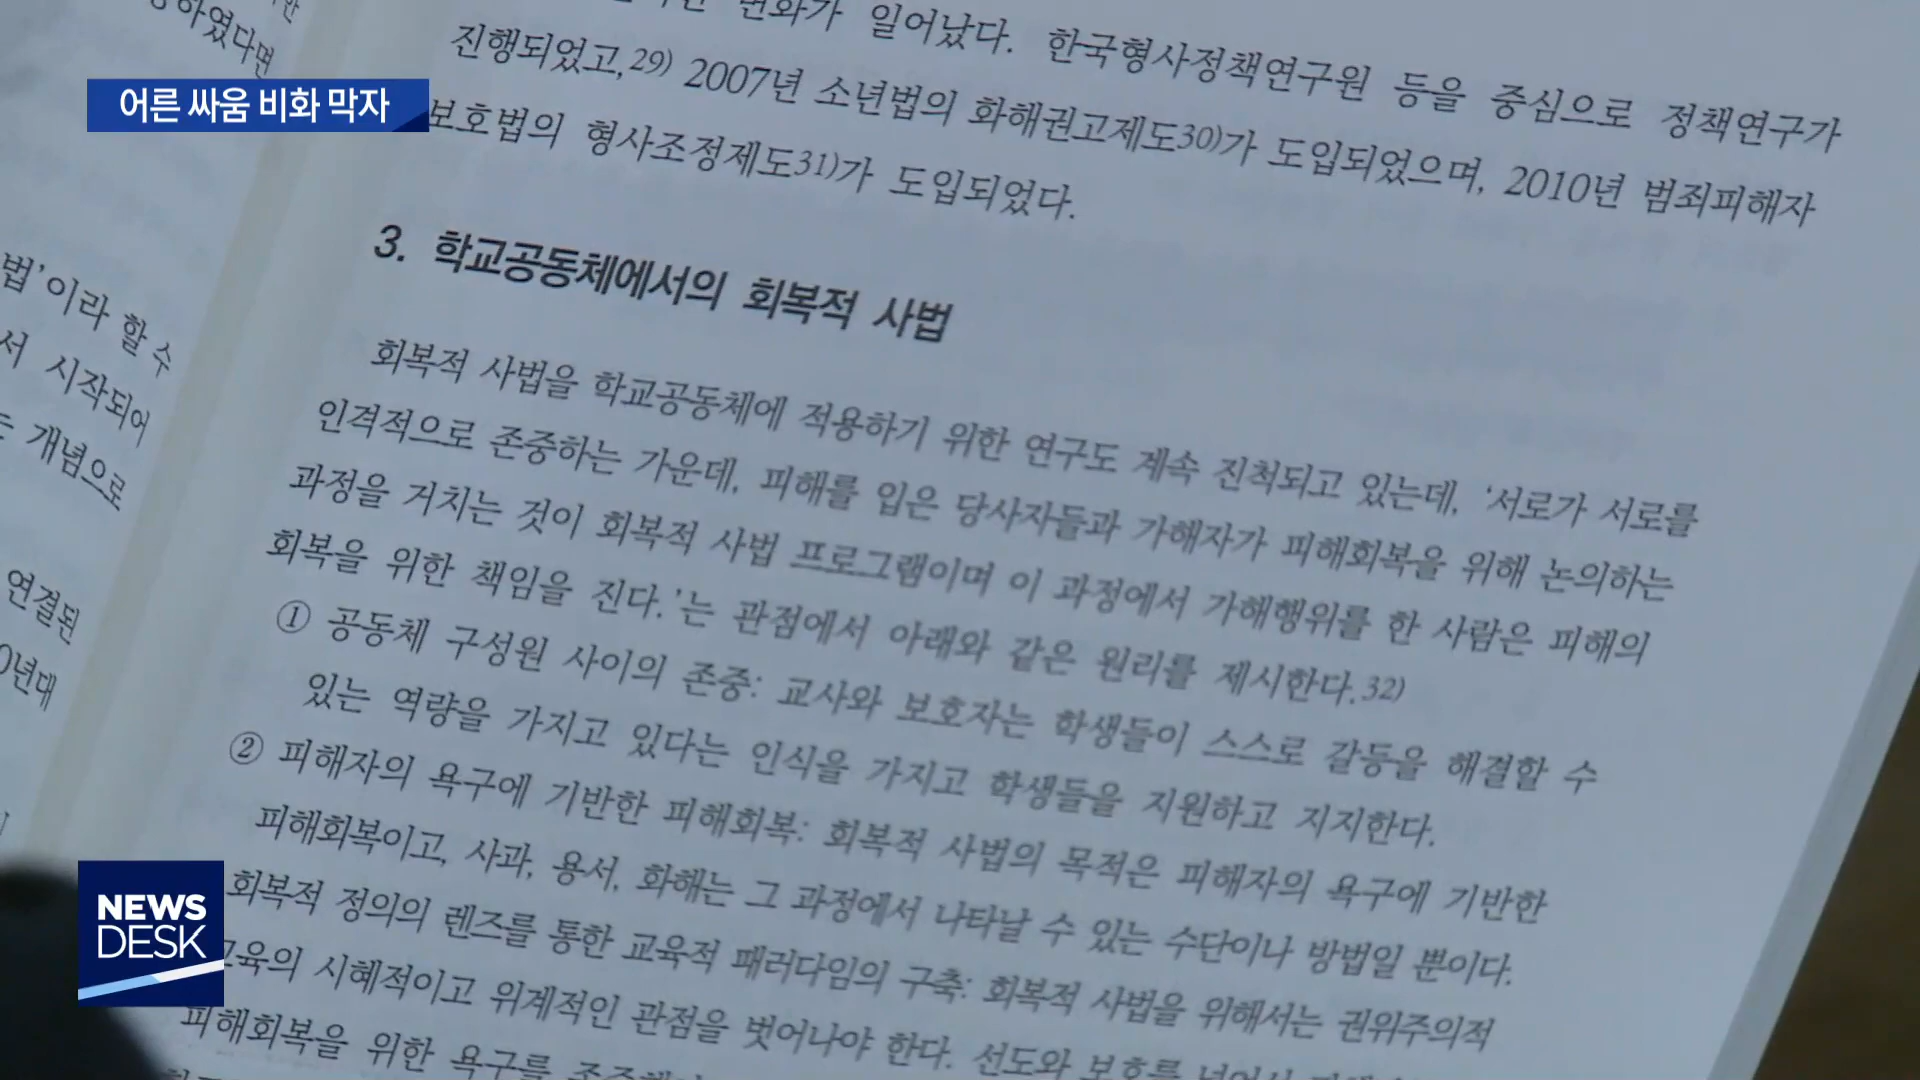 어른 싸움 비화 막자
변화가 일어났다. 한국형사정책연구원 등을 중심으로 정책연구가
진행되었고,29) 2007년 소년법의 화해권고제도30)가 도입되었으며, 2010년 범죄피해자
보호법의 형사조정제도31)가 도입되었다.
3. 학교공동체에서의 회복적 사법
회복적 사법을 학교공동체에 적용하기 위한 연구도 계속 진척되고 있는데, ‘서로가 서로를
인격적으로 존중하는 가운데, 피해를 입은 당사자들과 가해자가 피해회복을 위해 논의하는
과정을 거치는 것이 회복적 사법 프로그램이며 이 과정에서 가해행위를 한 사람은 피해의
회복을 위한 책임을 진다.’는 관점에서 아래와 같은 원리를 제시한다.32)
① 공동체 구성원 사이의 존중: 교사와 보호자는 학생들이 스스로 갈등을 해결할 수
있는 역량을 가지고 있다는 인식을 가지고 학생들을 지원하고 지지한다.
② 피해자의 욕구에 기반한 피해회복: 회복적 사법의 목적은 피해자의 욕구에 기반한
피해회복이고, 사과, 용서, 화해는 그 과정에서 나타날 수 있는 수단이나 방법일 뿐이다.
회복적 정의의 렌즈를 통한 교육적 패러다임의 구축: 회복적 사법을 위해서는 권위주의적
교육의 시혜적이고 위계적인 관점을 벗어나야 한다. 선도와 보호를 넘어서
피해회복을 위한 욕구를
하였다면
법’이라 할 수
서 시작되어
는 개념으로
연결된
0년대
NEWS
DESK